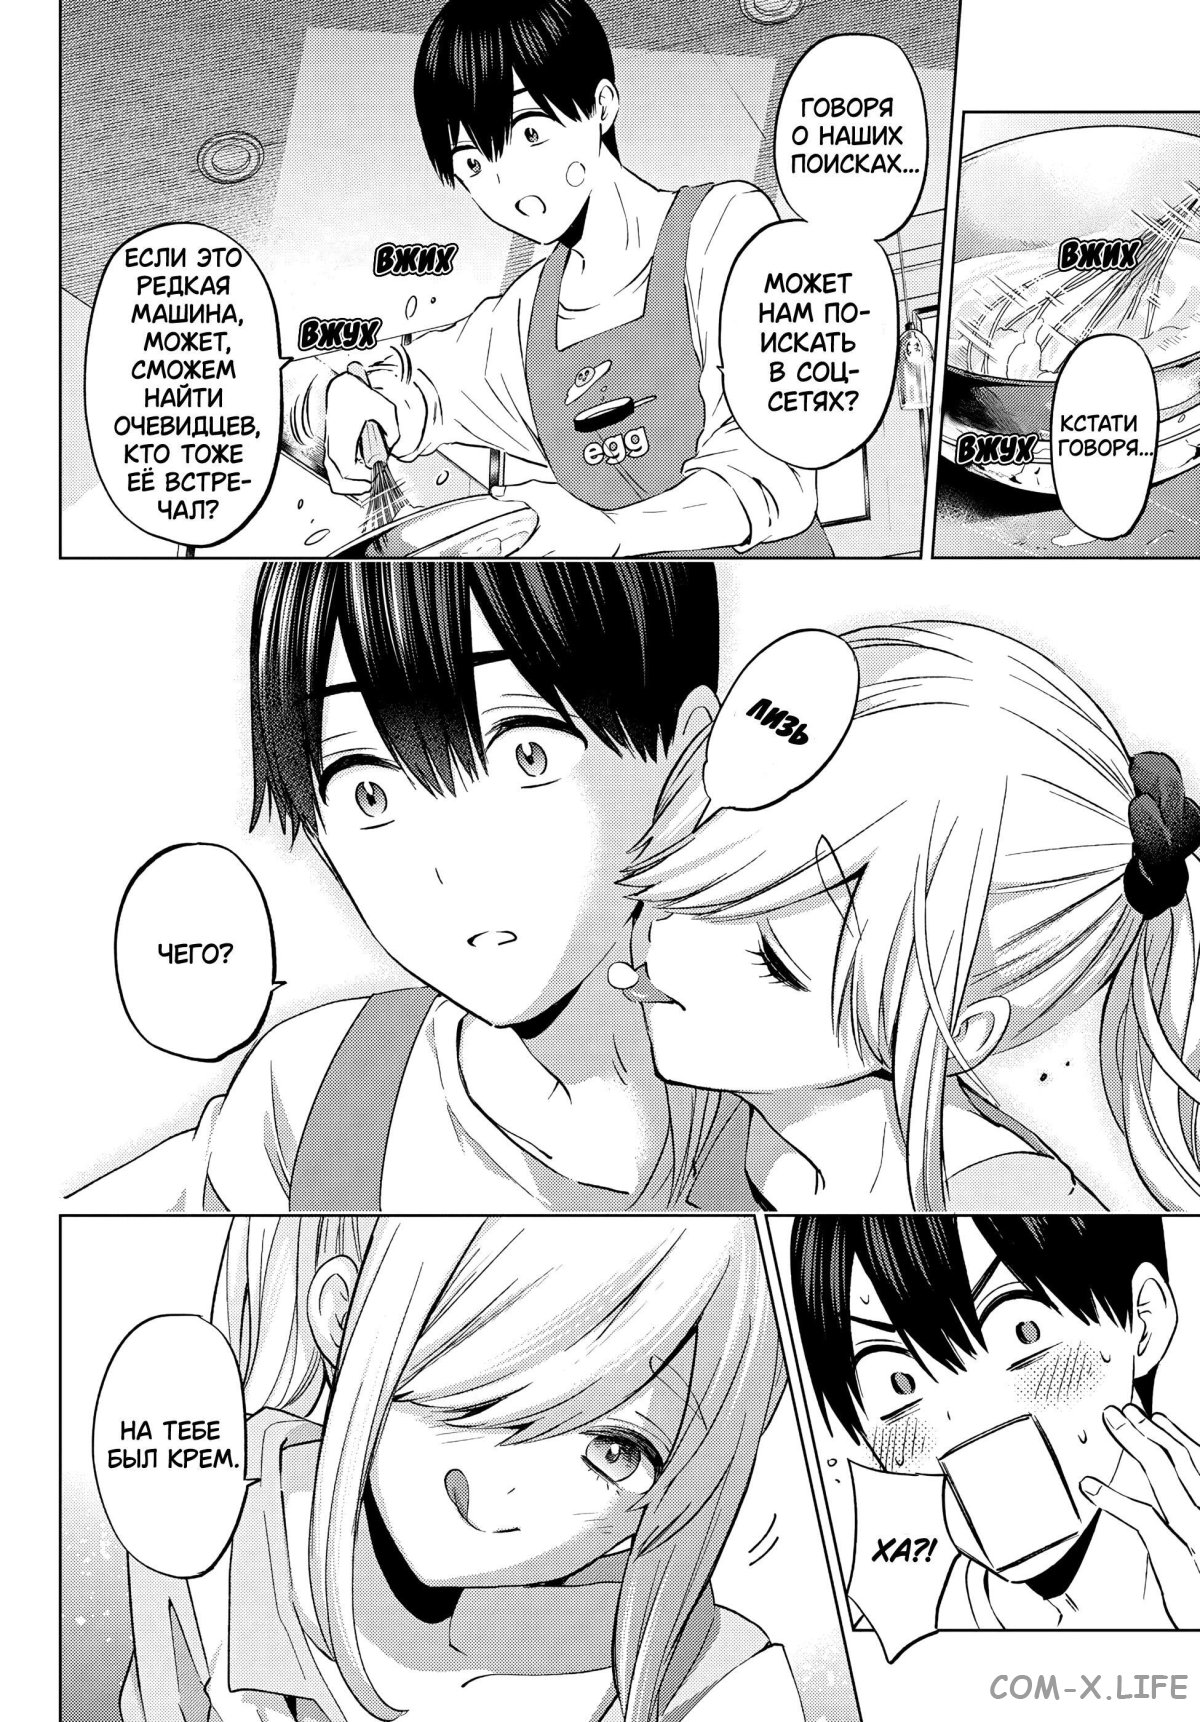 ВЖИХ
ВЖУХ
КСТАТИ
ГОВОРЯ...
ГОВОРЯ
О НАШИХ
ПОИСКАХ...
МОЖЕТ
НАМ ПО-
ИСКАТЬ
В СОЦ-
СЕТЯХ?
ВЖИХ
ВЖУХ
egg
ЕСЛИ ЭТО
РЕДКАЯ
МАШИНА,
МОЖЕТ,
СМОЖЕМ
НАЙТИ
ОЧЕВИДЦЕВ,
КТО ТОЖЕ
ЕЁ ВСТРЕ-
ЧАЛ?
ЛИЗЬ
ЧЕГО?
ХА?!
НА ТЕБЕ
БЫЛ КРЕМ.
COM-X.LIFE